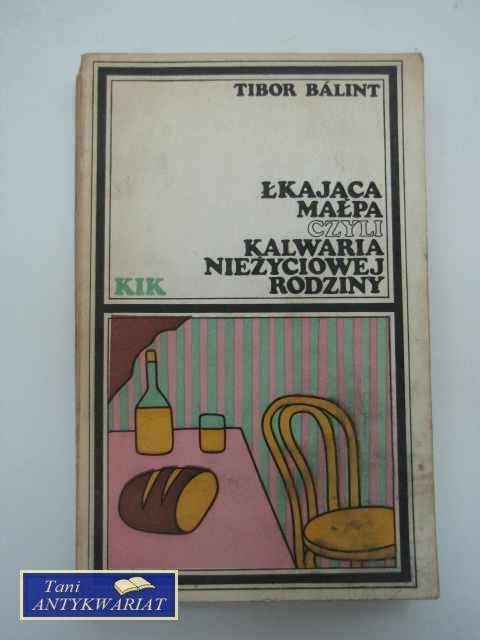 TIBOR BÁLINT
ŁKAJĄCA
MAŁPA
CZYLI
KALWARIA
NIEŻYCIOWEJ
KIK RODZINY
Tani
ANTYKWARIAT